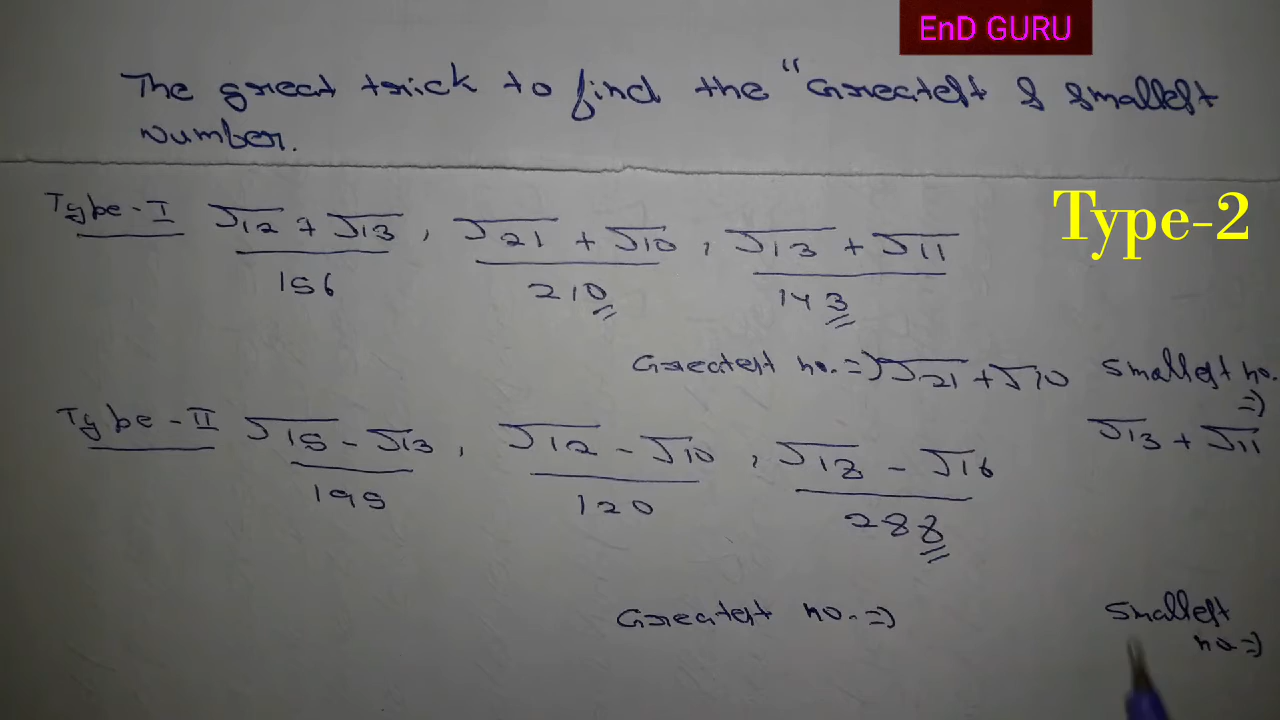 EnD GURU
The great trick to find the "Greatest & smallest
number.
Type-I √12 + √13, √21 + √10, √13 + √11
156 210 143
Type-2
Greatest no. => √21 + √10 Smallest no.
=>
√13 + √11
Type-II √15 - √13, √12 - √10, √18 - √16
195 120 288
Greatest no. => Smallest
no =>